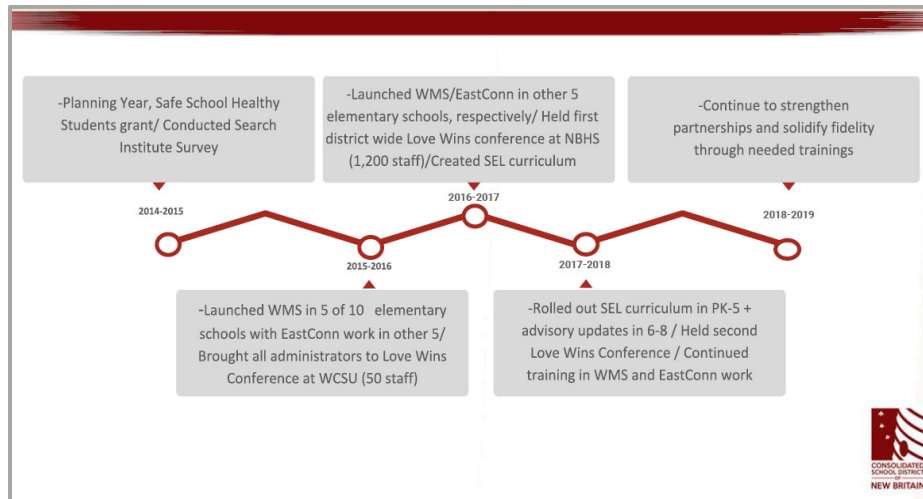 -Planning Year, Safe School Healthy
Students grant/ Conducted Search
Institute Survey
-Launched WMS/EastConn in other 5
elementary schools, respectively/ Held first
district wide Love Wins conference at NBHS
(1,200 staff)/Created SEL curriculum
-Continue to strengthen
partnerships and solidify fidelity
through needed trainings
2014-2015
2016-2017
2018-2019
2015-2016
2017-2018
-Launched WMS in 5 of 10 elementary
schools with EastConn work in other 5/
Brought all administrators to Love Wins
Conference at WCSU (50 staff)
-Rolled out SEL curriculum in PK-5 +
advisory updates in 6-8 / Held second
Love Wins Conference / Continued
training in WMS and EastConn work
CONSOLIDATED
SCHOOL DISTRICT
OF
NEW BRITAIN